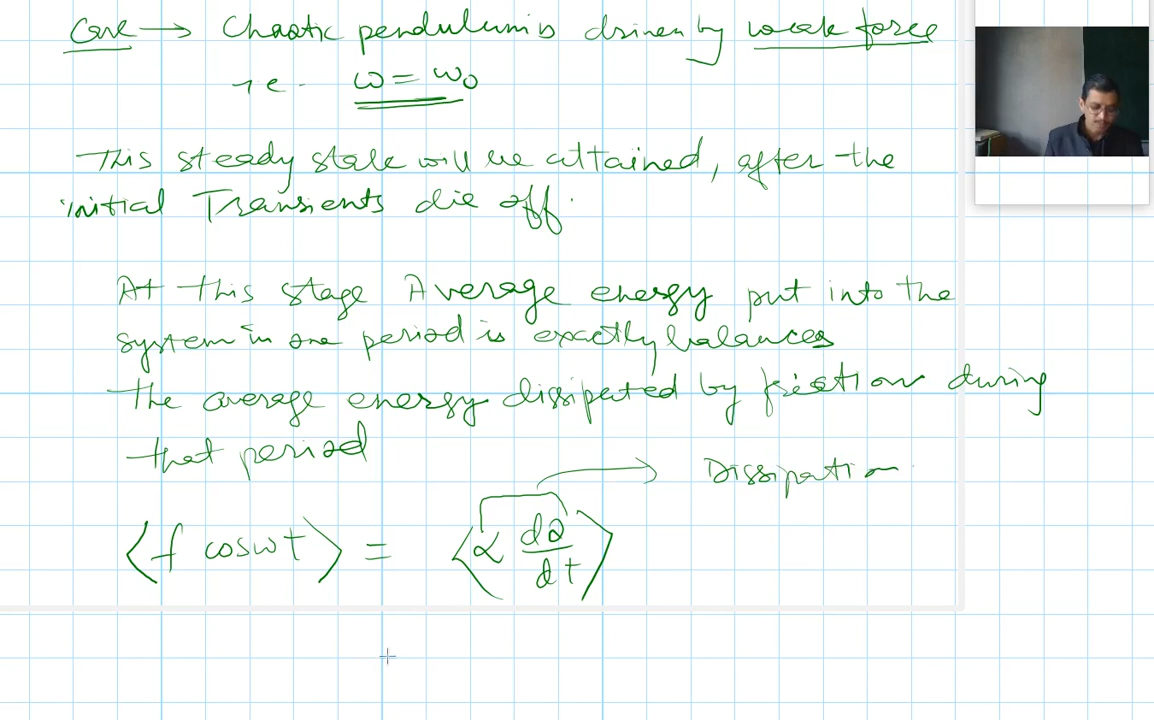 Case → Chaotic pendulum is driven by weak force
i.e. ω = ω₀
This steady state will be attained, after the
initial Transients die off.
At this stage Average energy put into the
system in one period is exactly balances
the average energy dissipated by friction during
that period
→ Dissipation
⟨f cosωt⟩ = ⟨α dθ/dt⟩